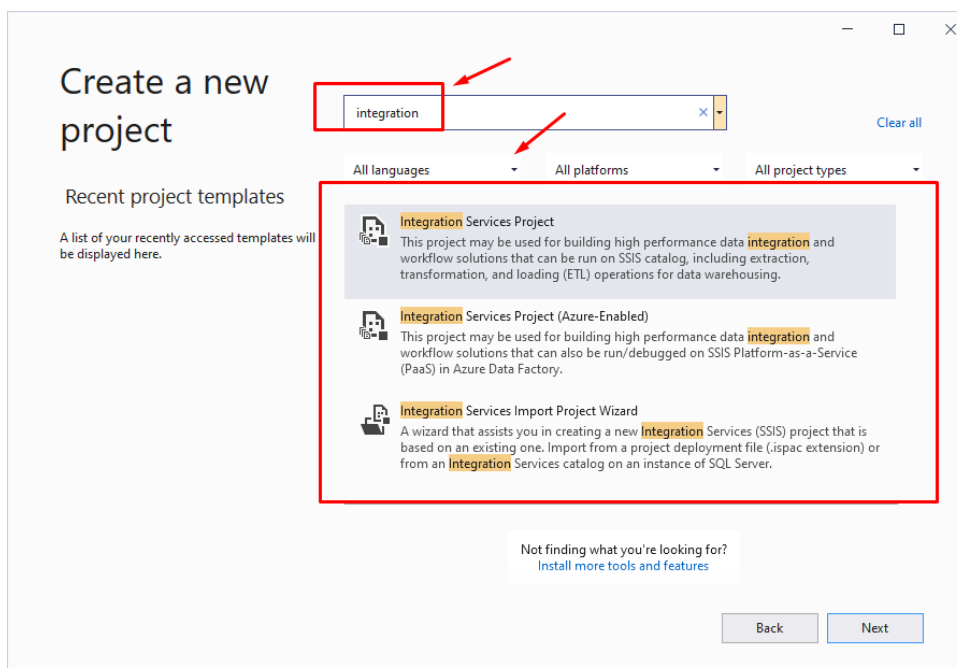 Create a new
project
integration
Clear all
All languages
All platforms
All project types
Recent project templates
A list of your recently accessed templates will
be displayed here.
Integration Services Project
This project may be used for building high performance data integration and
workflow solutions that can be run on SSIS catalog, including extraction,
transformation, and loading (ETL) operations for data warehousing.
Integration Services Project (Azure-Enabled)
This project may be used for building high performance data integration and
workflow solutions that can also be run/debugged on SSIS Platform-as-a-Service
(PaaS) in Azure Data Factory.
Integration Services Import Project Wizard
A wizard that assists you in creating a new Integration Services (SSIS) project that is
based on an existing one. Import from a project deployment file (.ispac extension) or
from an Integration Services catalog on an instance of SQL Server.
Not finding what you're looking for?
Install more tools and features
Back
Next